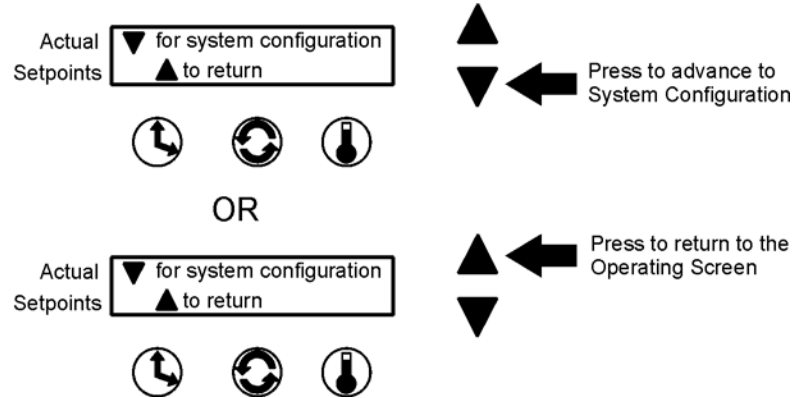 Actual
Setpoints
▼ for system configuration
▲ to return
Press to advance to
System Configuration
OR
Actual
Setpoints
▼ for system configuration
▲ to return
Press to return to the
Operating Screen